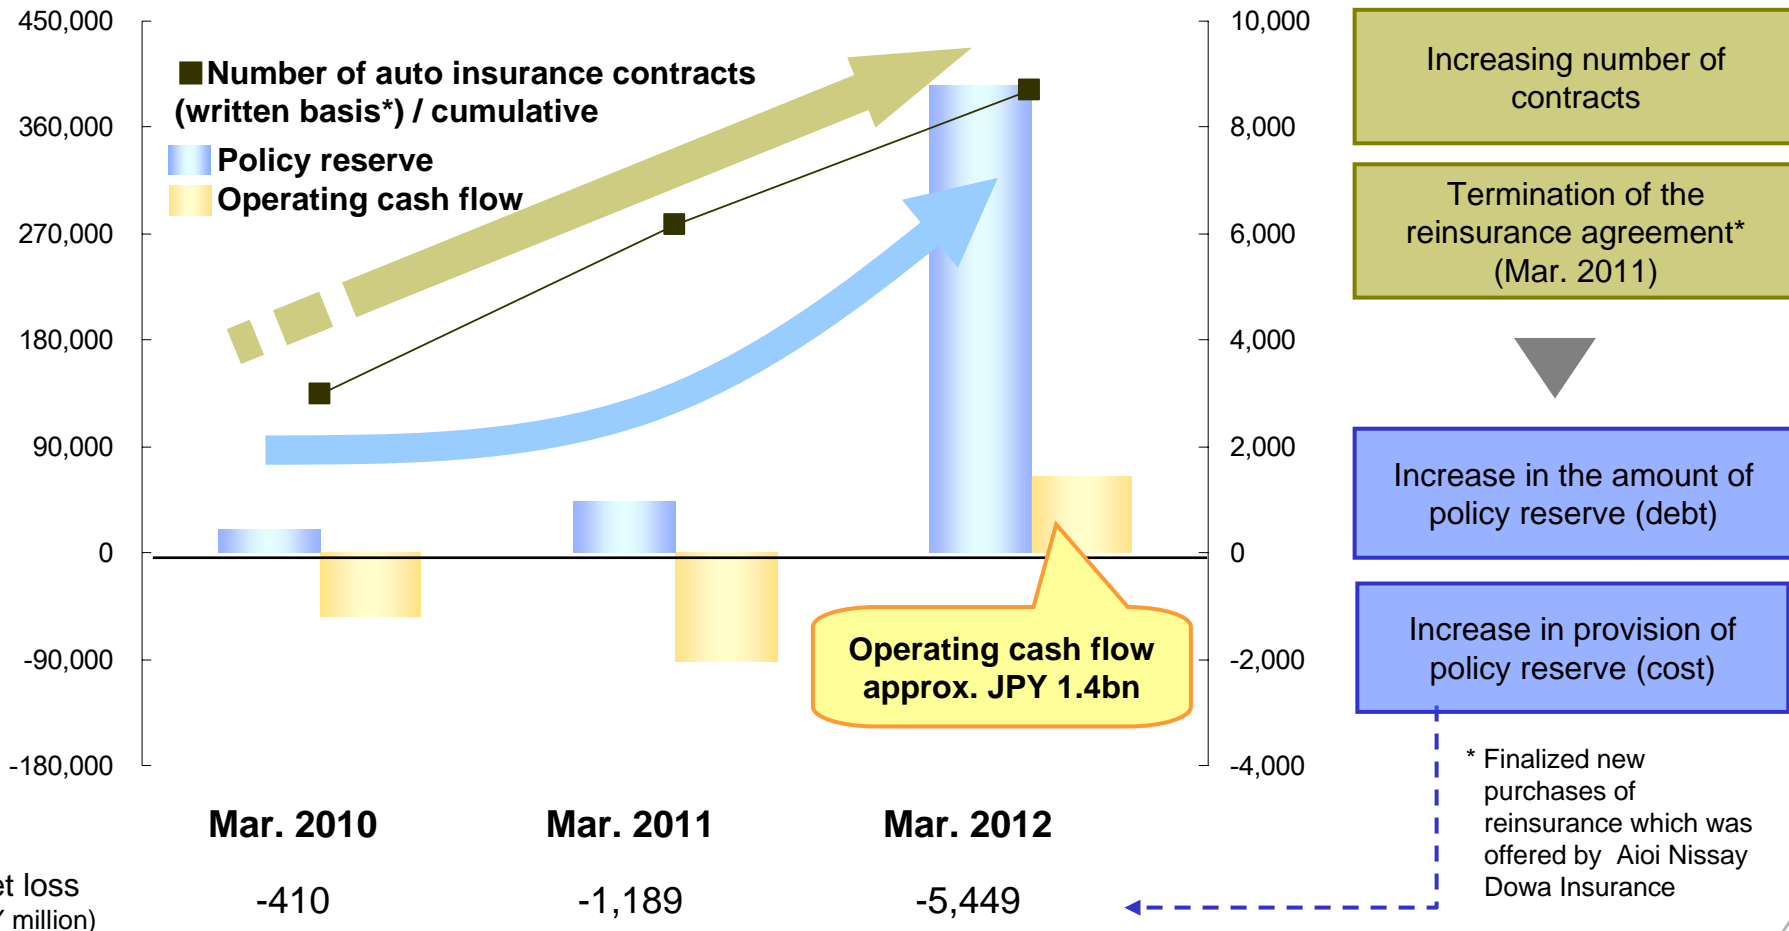 450,000
360,000
270,000
180,000
90,000
0
-90,000
-180,000
Number of auto insurance contracts
(written basis*) / cumulative
Policy reserve
Operating cash flow
10,000
8,000
6,000
4,000
2,000
0
-2,000
-4,000
Operating cash flow
approx. JPY 1.4bn
Mar. 2010 Mar. 2011 Mar. 2012
et loss -410 -1,189 -5,449
million)
Increasing number of
contracts
Termination of the
reinsurance agreement*
(Mar. 2011)
Increase in the amount of
policy reserve (debt)
Increase in provision of
policy reserve (cost)
* Finalized new
purchases of
reinsurance which was
offered by Aioi Nissay
Dowa Insurance